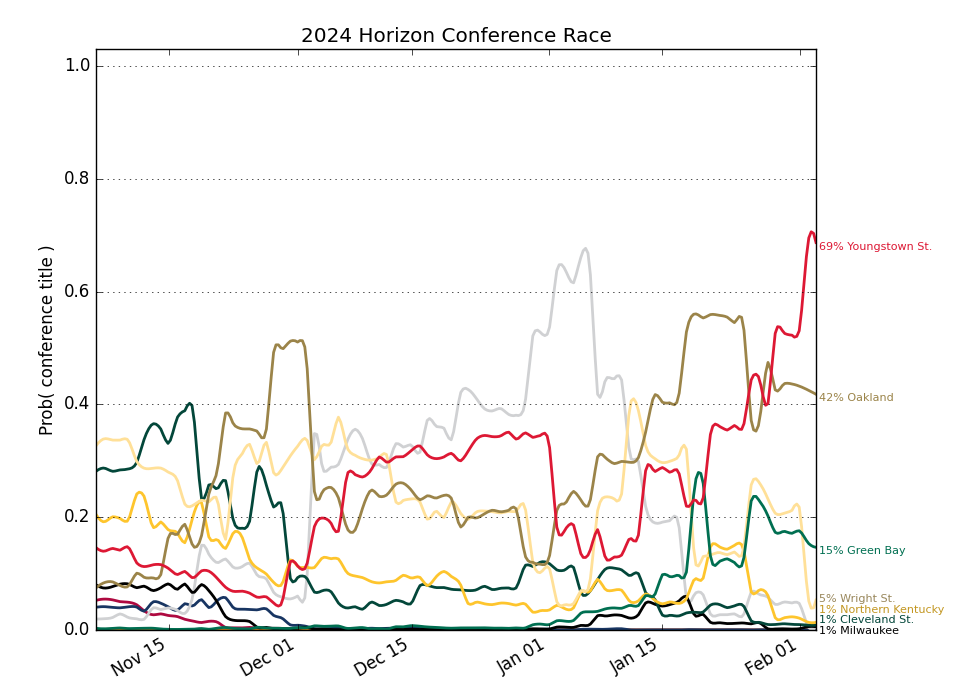 2024 Horizon Conference Race
Prob( conference title )
1.0
0.8
0.6
0.4
0.2
0.0
Nov 15
Dec 01
Dec 15
Jan 01
Jan 15
Feb 01
69% Youngstown St.
42% Oakland
15% Green Bay
5% Wright St.
1% Northern Kentucky
1% Cleveland St.
1% Milwaukee